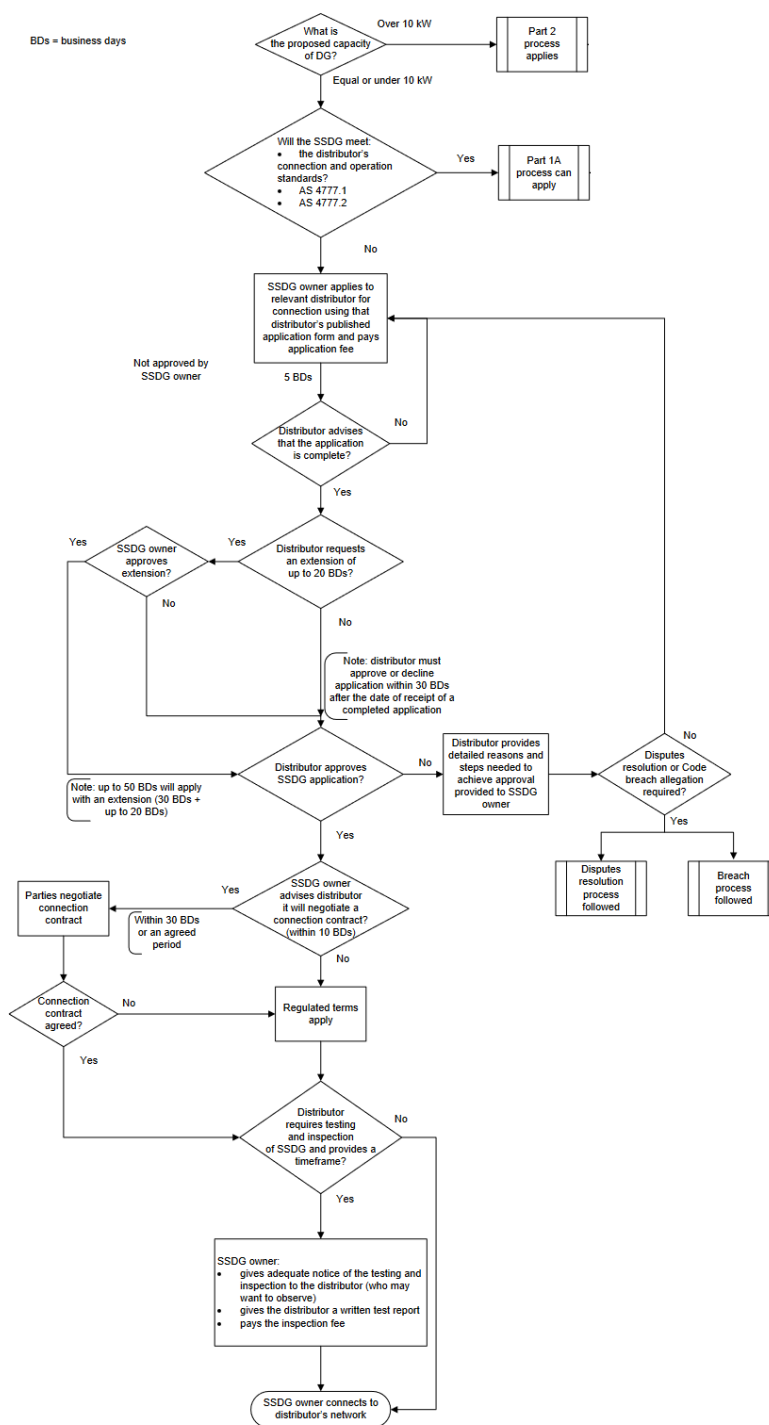 BDs = business days
What is
the proposed capacity
of DG?
Over 10 kW
Part 2
process
applies
Equal or under 10 kW
Will the SSDG meet:
• the distributor's
connection and operation
standards?
• AS 4777.1
• AS 4777.2
Yes
Part 1A
process can
apply
No
SSDG owner applies to
relevant distributor for
connection using that
distributor's published
application form and pays
application fee
Not approved by
SSDG owner
5 BDs
Distributor advises
that the application
is complete?
No
Yes
Distributor requests
an extension of
up to 20 BDs?
Yes
SSDG owner
approves
extension?
Yes
No
No
Note: distributor must
approve or decline
application within 30 BDs
after the date of receipt of a
completed application
Distributor approves
SSDG application?
Note: up to 50 BDs will apply
with an extension (30 BDs +
up to 20 BDs)
No
Distributor provides
detailed reasons and
steps needed to
achieve approval
provided to SSDG
owner
Disputes
resolution or Code
breach allegation
required?
No
Yes
Disputes
resolution
process
followed
Breach
process
followed
Yes
SSDG owner
advises distributor
it will negotiate a
connection contract?
(within 10 BDs)
Yes
Parties negotiate
connection
contract
Within 30 BDs
or an agreed
period
No
Connection
contract
agreed?
No
Regulated terms
apply
Yes
Distributor
requires testing
and inspection
of SSDG and provides a
timeframe?
No
Yes
SSDG owner:
• gives adequate notice of the testing and
inspection to the distributor (who may
want to observe)
• gives the distributor a written test report
• pays the inspection fee
SSDG owner connects to
distributor's network